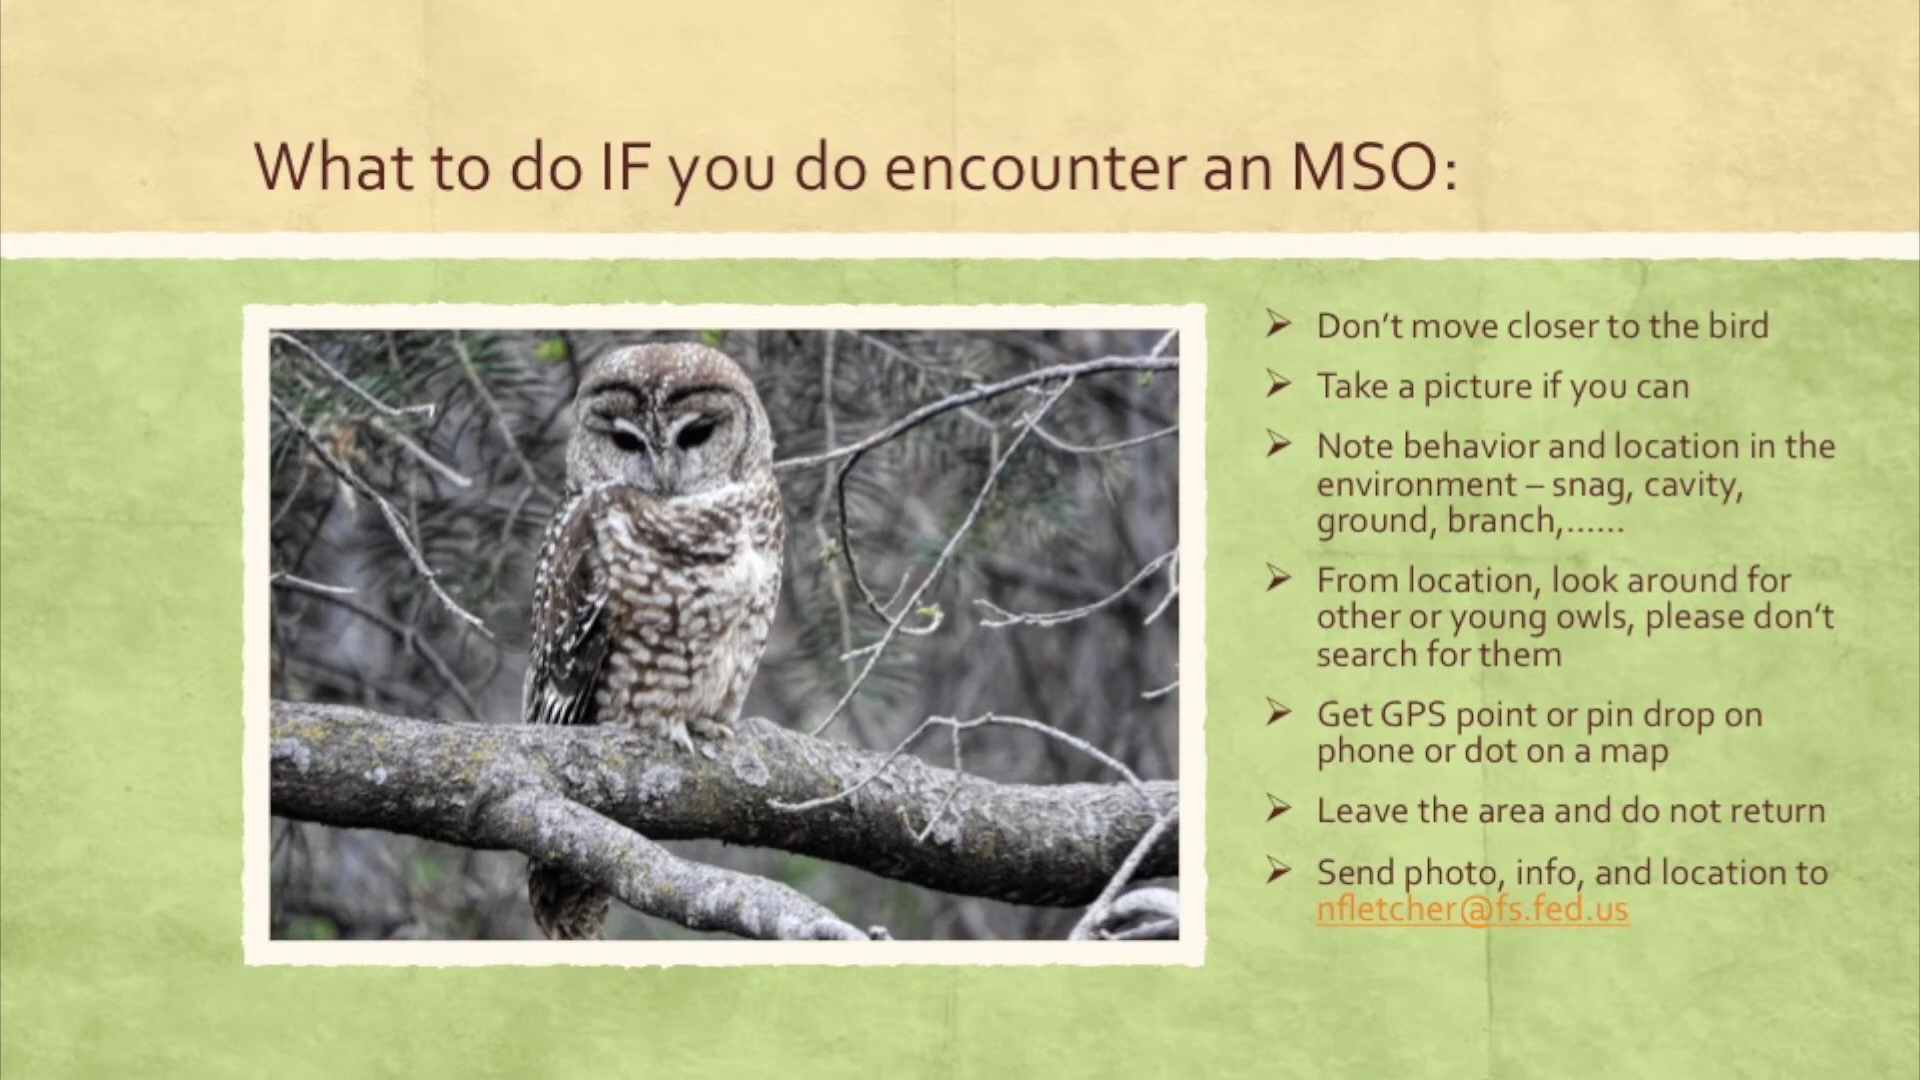 What to do IF you do encounter an MSO:
Don't move closer to the bird
Take a picture if you can
Note behavior and location in the
environment – snag, cavity,
ground, branch,......
From location, look around for
other or young owls, please don't
search for them
Get GPS point or pin drop on
phone or dot on a map
Leave the area and do not return
Send photo, info, and location to
nfletcher@fs.fed.us